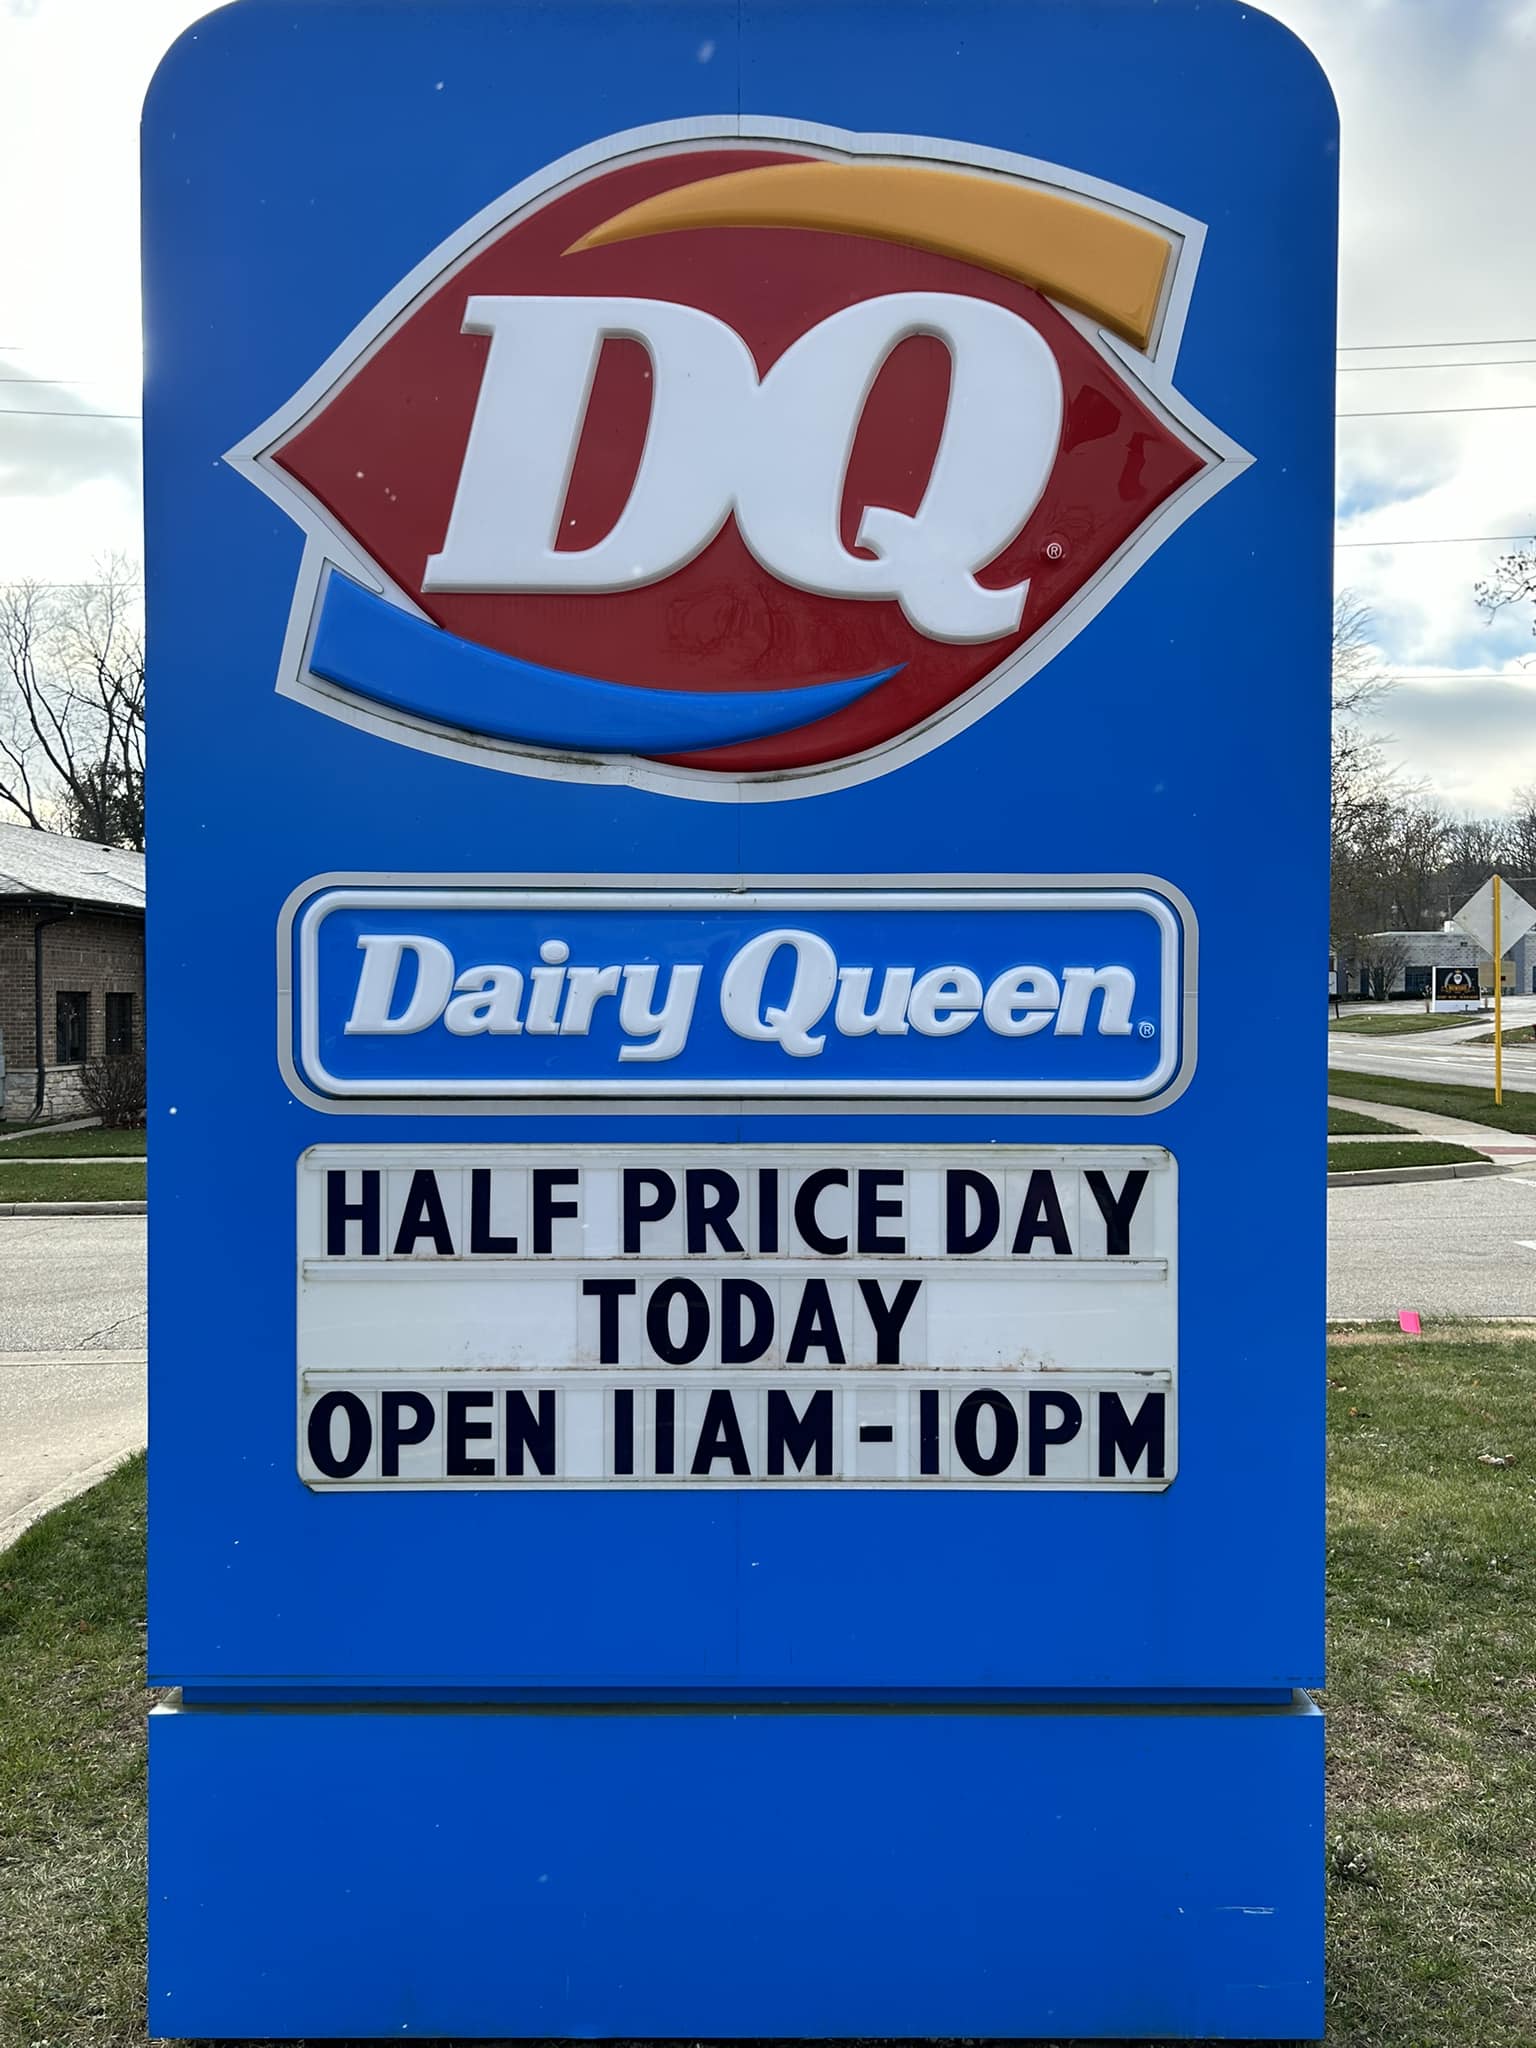 DQ®
Dairy Queen®
HALF PRICE DAY
TODAY
OPEN 11AM-10PM